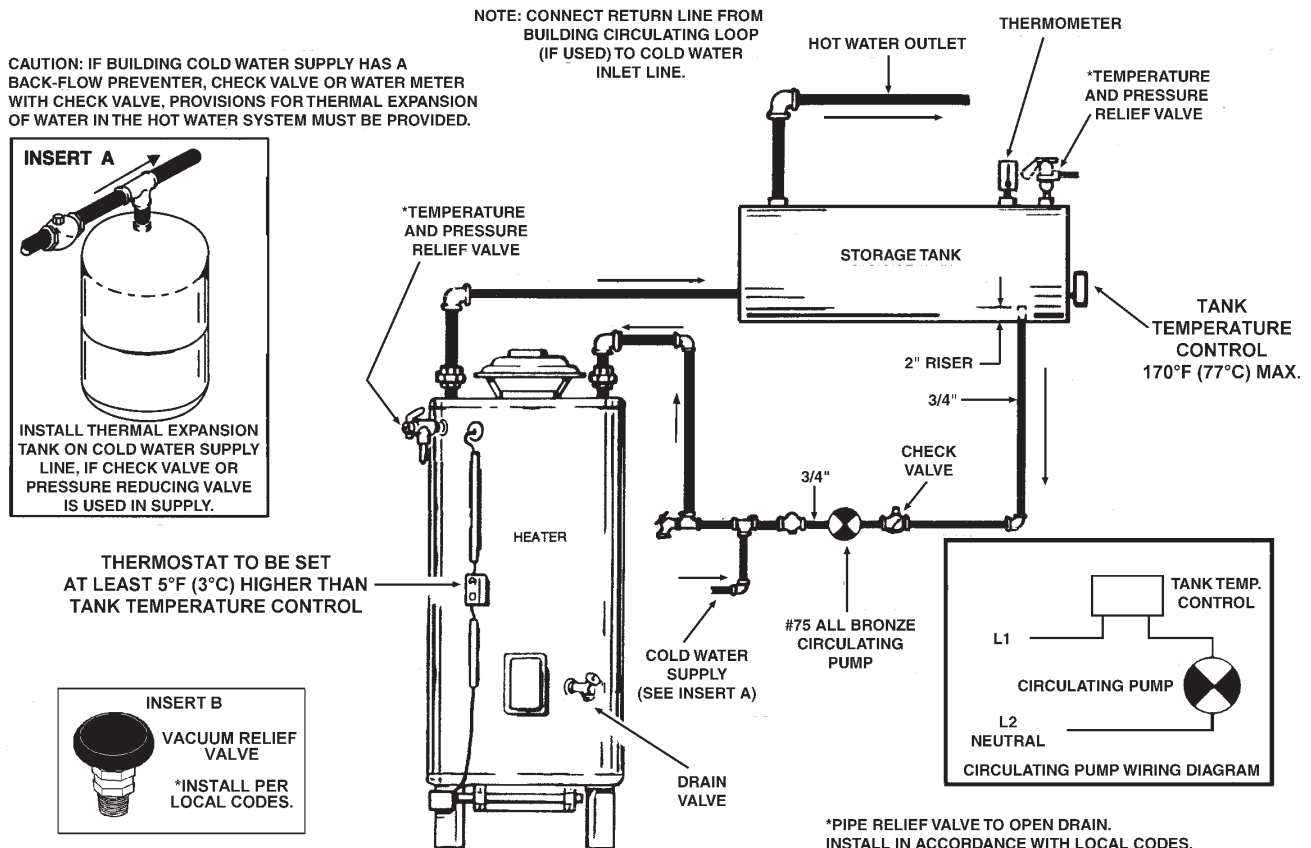 NOTE: CONNECT RETURN LINE FROM
BUILDING CIRCULATING LOOP
(IF USED) TO COLD WATER
INLET LINE.
THERMOMETER
HOT WATER OUTLET
CAUTION: IF BUILDING COLD WATER SUPPLY HAS A
BACK-FLOW PREVENTER, CHECK VALVE OR WATER METER
WITH CHECK VALVE, PROVISIONS FOR THERMAL EXPANSION
OF WATER IN THE HOT WATER SYSTEM MUST BE PROVIDED.
*TEMPERATURE
AND PRESSURE
RELIEF VALVE
INSERT A
INSTALL THERMAL EXPANSION
TANK ON COLD WATER SUPPLY
LINE, IF CHECK VALVE OR
PRESSURE REDUCING VALVE
IS USED IN SUPPLY.
*TEMPERATURE
AND PRESSURE
RELIEF VALVE
STORAGE TANK
TANK
TEMPERATURE
CONTROL
170°F (77°C) MAX.
2" RISER
3/4"
CHECK
VALVE
3/4"
HEATER
THERMOSTAT TO BE SET
AT LEAST 5°F (3°C) HIGHER THAN
TANK TEMPERATURE CONTROL
#75 ALL BRONZE
CIRCULATING
PUMP
COLD WATER
SUPPLY
(SEE INSERT A)
TANK TEMP.
CONTROL
L1
CIRCULATING PUMP
L2
NEUTRAL
CIRCULATING PUMP WIRING DIAGRAM
INSERT B
VACUUM RELIEF
VALVE
*INSTALL PER
LOCAL CODES.
DRAIN
VALVE
*PIPE RELIEF VALVE TO OPEN DRAIN.
INSTALL IN ACCORDANCE WITH LOCAL CODES.